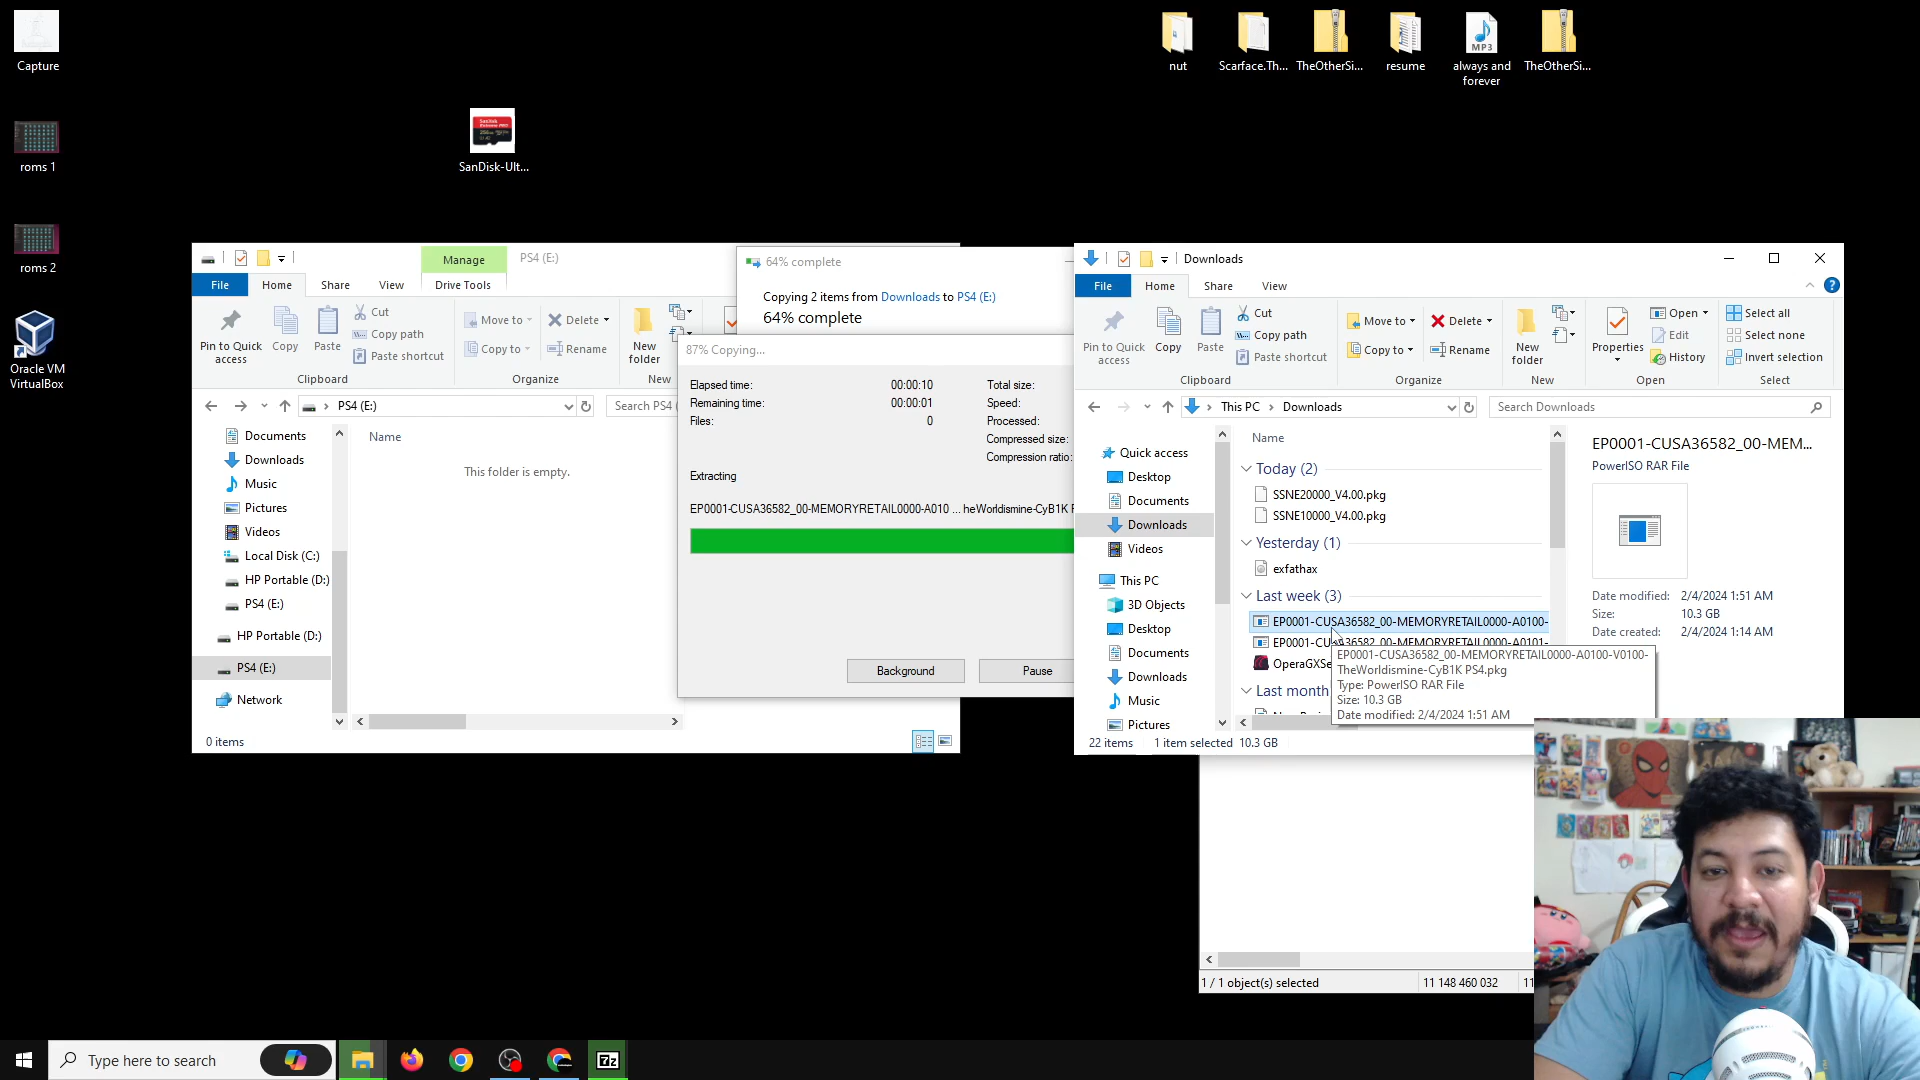 Capture
roms 1
roms 2
Oracle VM
VirtualBox
SanDisk-Ult...
nut
Scarface.Th...
TheOtherSi...
resume
always and
forever
TheOtherSi...
MP3
Manage
PS4 (E:)
File
Home
Share
View
Drive Tools
Pin to Quick
access
Copy
Paste
Cut
Copy path
Paste shortcut
Clipboard
Move to
Copy to
Delete
Rename
Organize
New
folder
New
PS4 (E:)
Search PS4
Documents
Downloads
Music
Pictures
Videos
Local Disk (C:)
HP Portable (D:)
PS4 (E:)
HP Portable (D:)
PS4 (E:)
Network
Name
This folder is empty.
0 items
64% complete
Copying 2 items from Downloads to PS4 (E:)
64% complete
87% Copying...
Elapsed time: 00:00:10
Remaining time: 00:00:01
Files: 0
Total size:
Speed:
Processed:
Compressed size:
Compression ratio:
Extracting
EP0001-CUSA36582_00-MEMORYRETAIL0000-A010 ... heWorldismine-CyB1K
Background
Pause
Downloads
File
Home
Share
View
Pin to Quick
access
Copy
Paste
Cut
Copy path
Paste shortcut
Clipboard
Move to
Copy to
Delete
Rename
Organize
New
folder
New
Properties
Open
Edit
History
Open
Select all
Select none
Invert selection
Select
This PC
Downloads
Search Downloads
Quick access
Desktop
Documents
Downloads
Videos
This PC
3D Objects
Desktop
Documents
Downloads
Music
Pictures
Name
Today (2)
SSNE20000_V4.00.pkg
SSNE10000_V4.00.pkg
Yesterday (1)
exfathax
Last week (3)
EP0001-CUSA36582_00-MEMORYRETAIL0000-A0100-
EP0001-CUSA36582_00-MEMORYRETAIL0000-A0101-
OperaGXSe
Last month
EP0001-CUSA36582_00-MEMORYRETAIL0000-A0100-V0100-
TheWorldismine-CyB1K PS4.pkg
Type: PowerISO RAR File
Size: 10.3 GB
Date modified: 2/4/2024 1:51 AM
EP0001-CUSA36582_00-MEM...
PowerISO RAR File
Date modified: 2/4/2024 1:51 AM
Size: 10.3 GB
Date created: 2/4/2024 1:14 AM
22 items
1 item selected 10.3 GB
1 / 1 object(s) selected
11 148 460 032
11
Type here to search
7z